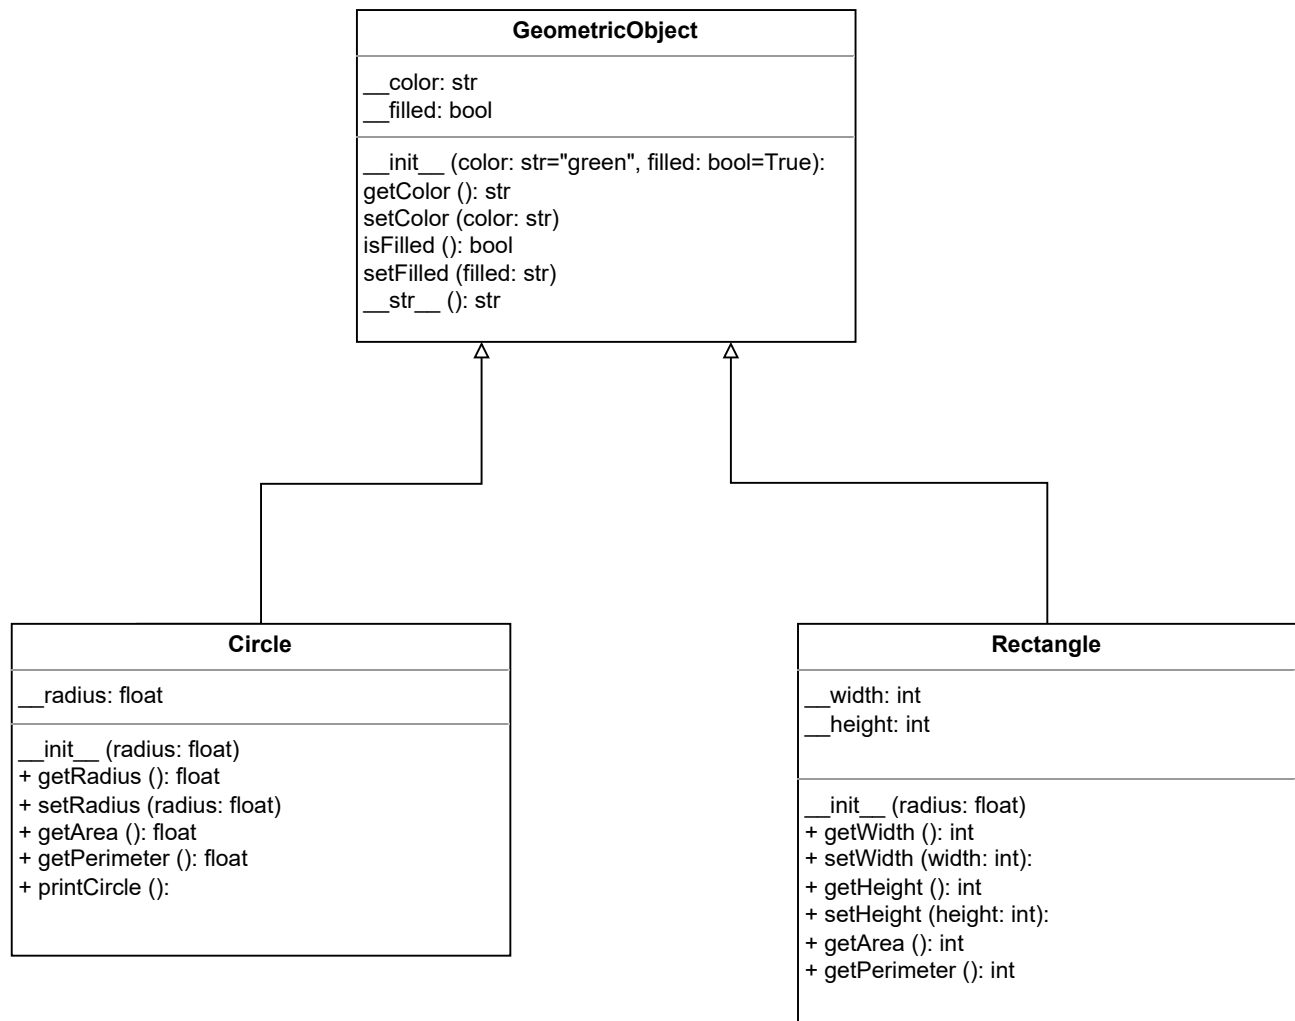 GeometricObject
__color: str
__filled: bool
__init__ (color: str="green", filled: bool=True):
getColor (): str
setColor (color: str)
isFilled (): bool
setFilled (filled: str)
__str__ (): str
Circle
__radius: float
__init__ (radius: float)
+ getRadius (): float
+ setRadius (radius: float)
+ getArea (): float
+ getPerimeter (): float
+ printCircle ():
Rectangle
__width: int
__height: int
__init__ (radius: float)
+ getWidth (): int
+ setWidth (width: int):
+ getHeight (): int
+ setHeight (height: int):
+ getArea (): int
+ getPerimeter (): int